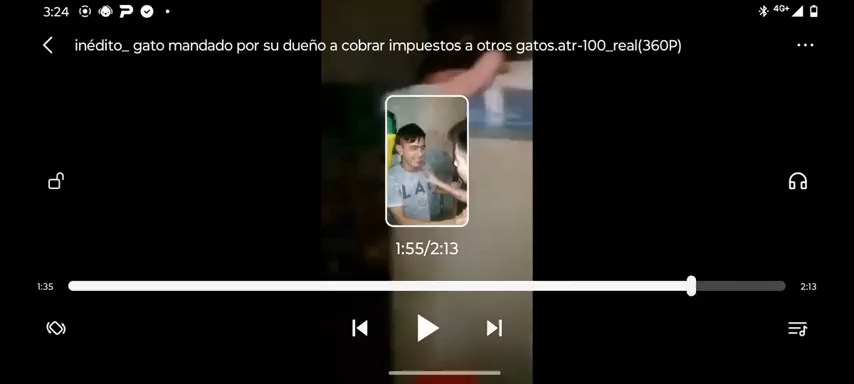 3:24
4G+
inédito_ gato mandado por su dueño a cobrar impuestos a otros gatos.atr-100_real(360P)
LA
1:55/2:13
1:35
2:13